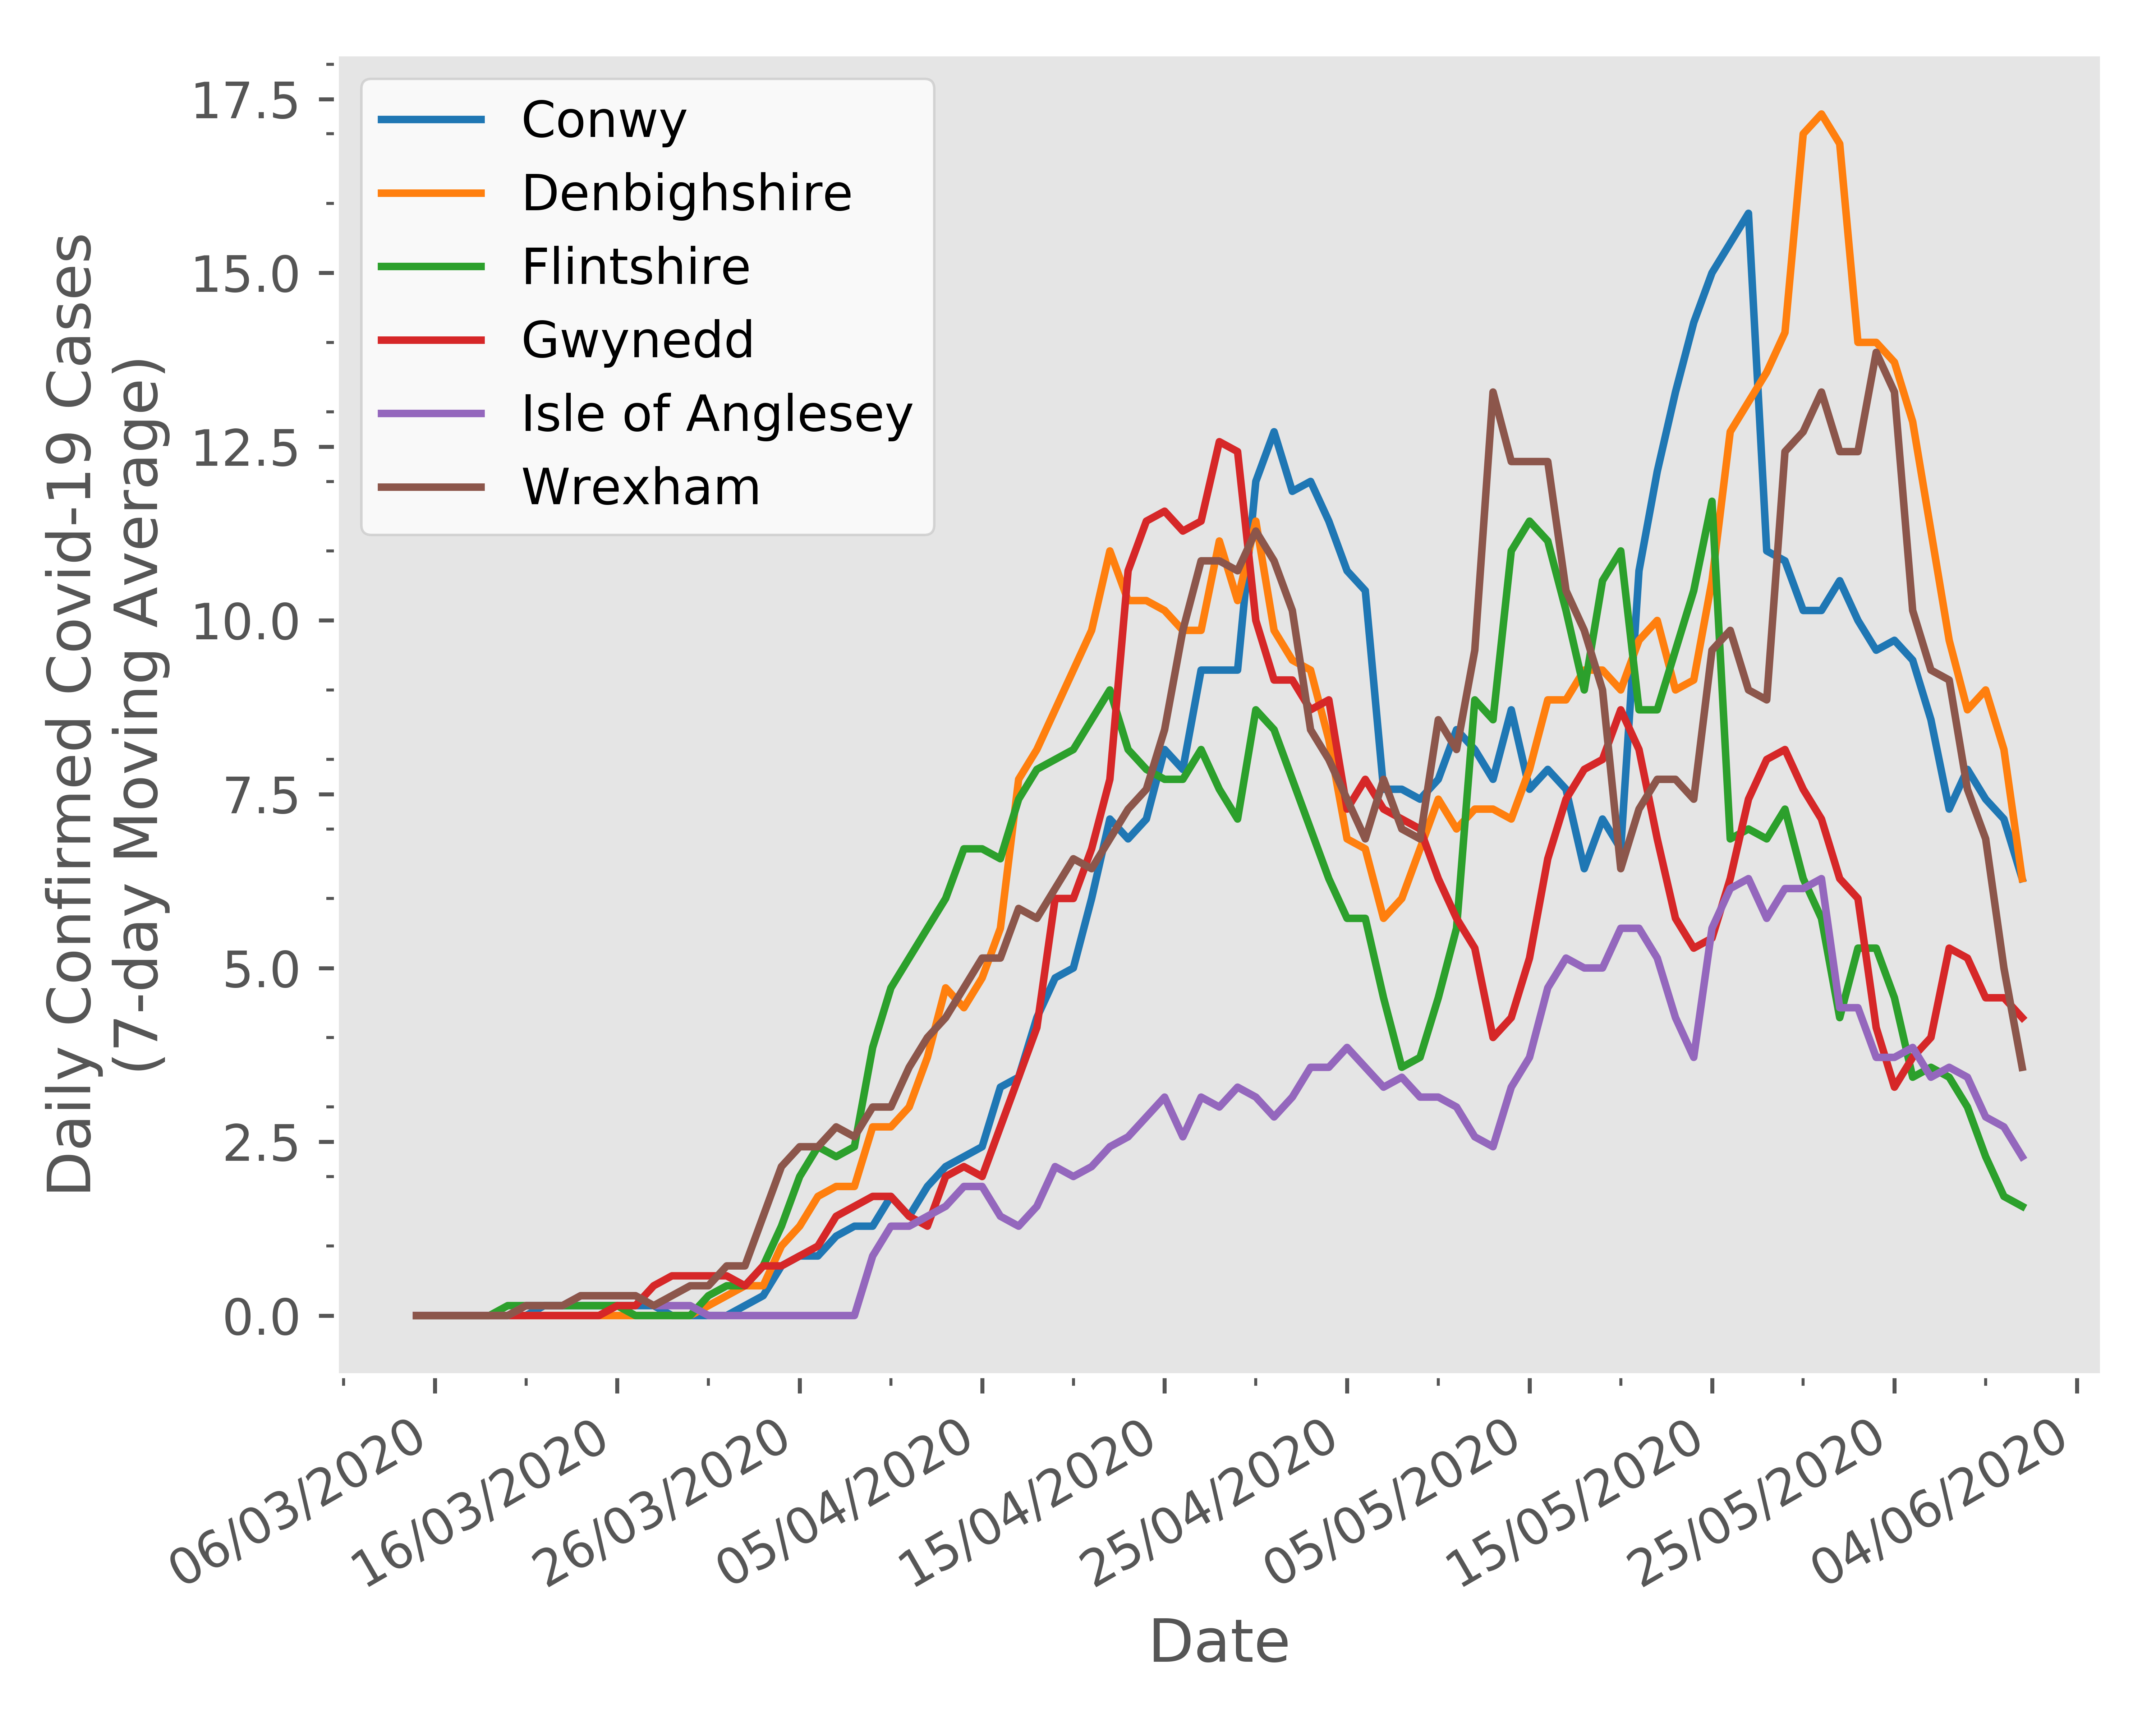 Daily Confirmed Covid-19 Cases
(7-day Moving Average)
17.5
15.0
12.5
10.0
7.5
5.0
2.5
0.0
Conwy
Denbighshire
Flintshire
Gwynedd
Isle of Anglesey
Wrexham
06/03/2020
16/03/2020
26/03/2020
05/04/2020
15/04/2020
25/04/2020
05/05/2020
15/05/2020
25/05/2020
04/06/2020
Date